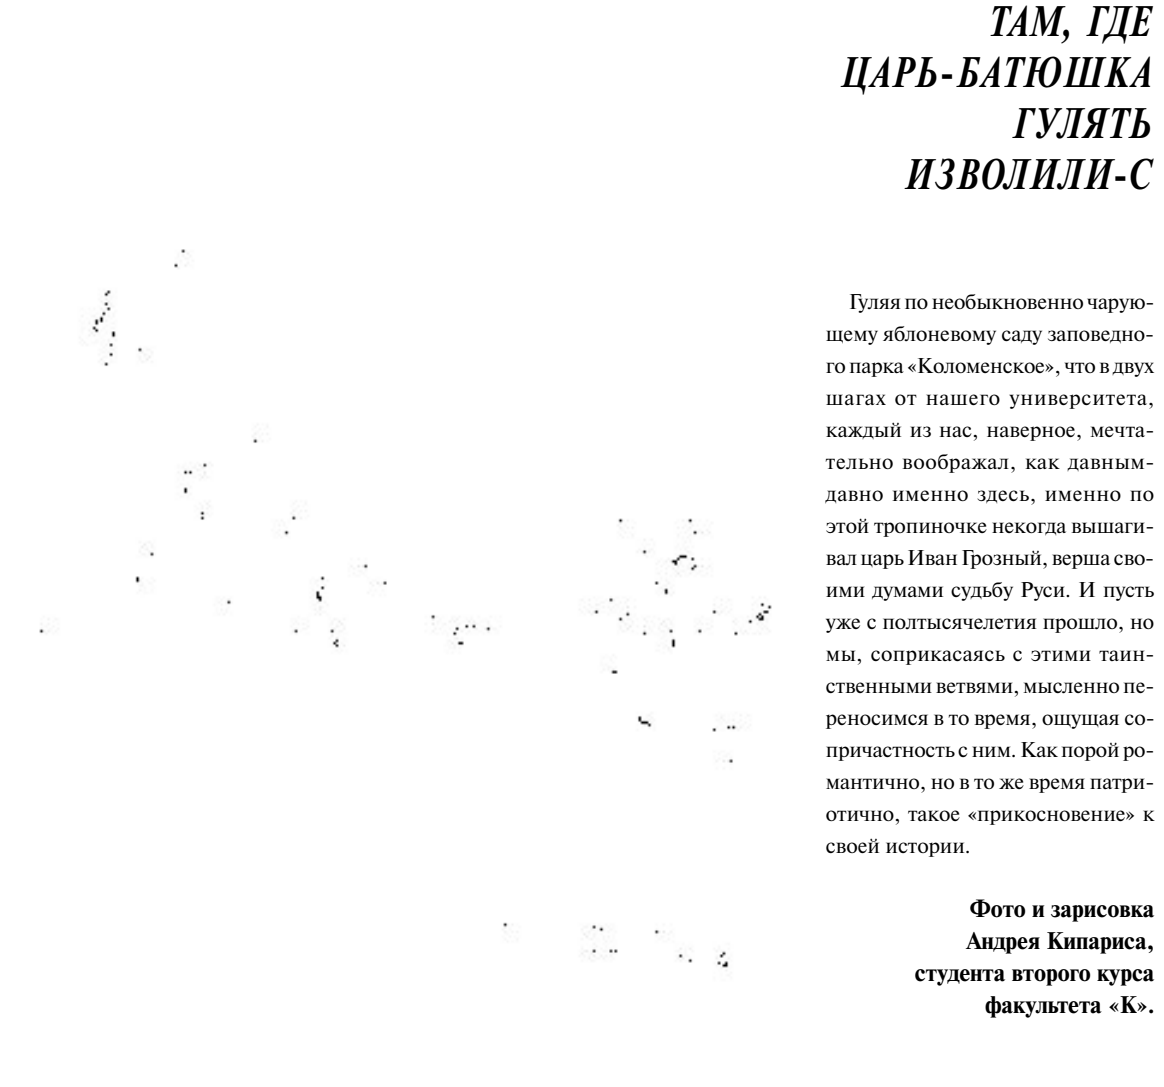 ТАМ, ГДЕ
ЦАРЬ-БАТЮШКА
ГУЛЯТЬ
ИЗВОЛИЛИ-С
Гуляя по необыкновенно чарую-
щему яблоневому саду заповедно-
го парка «Коломенское», что в двух
шагах от нашего университета,
каждый из нас, наверное, мечта-
тельно воображал, как давным-
давно именно здесь, именно по
этой тропиночке некогда вышаги-
вал царь Иван Грозный, верша сво-
ими думами судьбу Руси. И пусть
уже с полтысячелетия прошло, но
мы, соприкасаясь с этими таин-
ственными ветвями, мысленно пе-
реносимся в то время, ощущая со-
причастность с ним. Как порой ро-
мантично, но в то же время патри-
отично, такое «прикосновение» к
своей истории.
Фото и зарисовка
Андрея Кипариса,
студента второго курса
факультета «К».